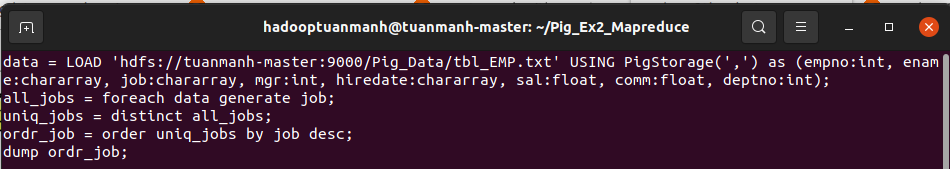 hadooptuanmanh@tuanmanh-master: ~/Pig_Ex2_Mapreduce
data = LOAD 'hdfs://tuanmanh-master:9000/Pig_Data/tbl_EMP.txt' USING PigStorage(',') as (empno:int, enam
e:chararray, job:chararray, mgr:int, hiredate:chararray, sal:float, comm:float, deptno:int);
all_jobs = foreach data generate job;
uniq_jobs = distinct all_jobs;
ordr_job = order uniq_jobs by job desc;
dump ordr_job;